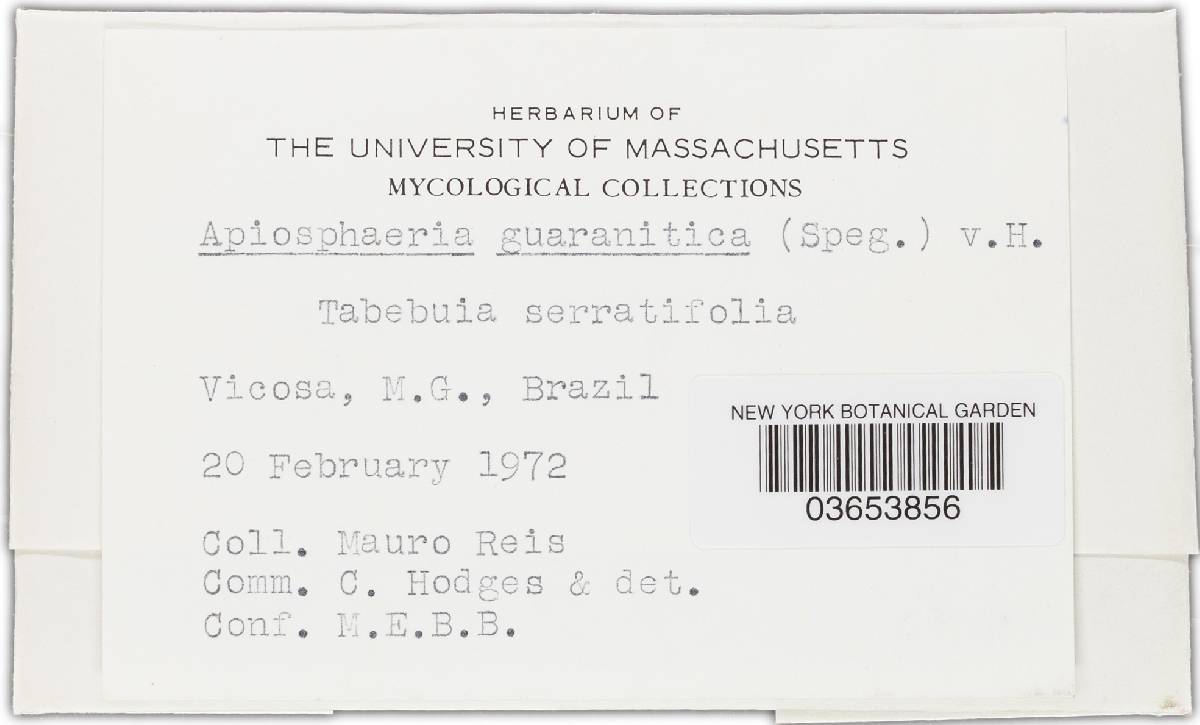 HERBARIUM OF
THE UNIVERSITY OF MASSACHUSETTS
MYCOLOGICAL COLLECTIONS
Apiosphaeria guaranitica (Speg.) v.H.
Tabebuia serratifolia
Vicosa, M.G., Brazil
20 February 1972
Coll. Mauro Reis
Comm. C. Hodges & det.
Conf. M.E.B.B.
NEW YORK BOTANICAL GARDEN
03653856